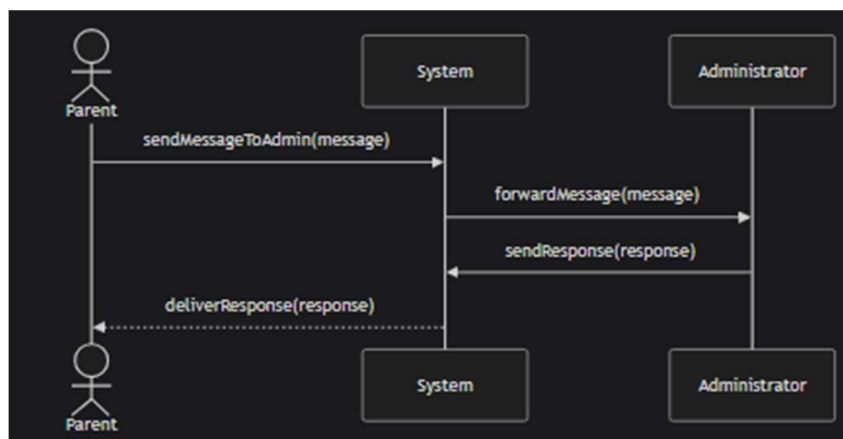 System
Administrator
Parent
sendMessageToAdmin(message)
forwardMessage(message)
sendResponse(response)
deliverResponse(response)
System
Administrator
Parent